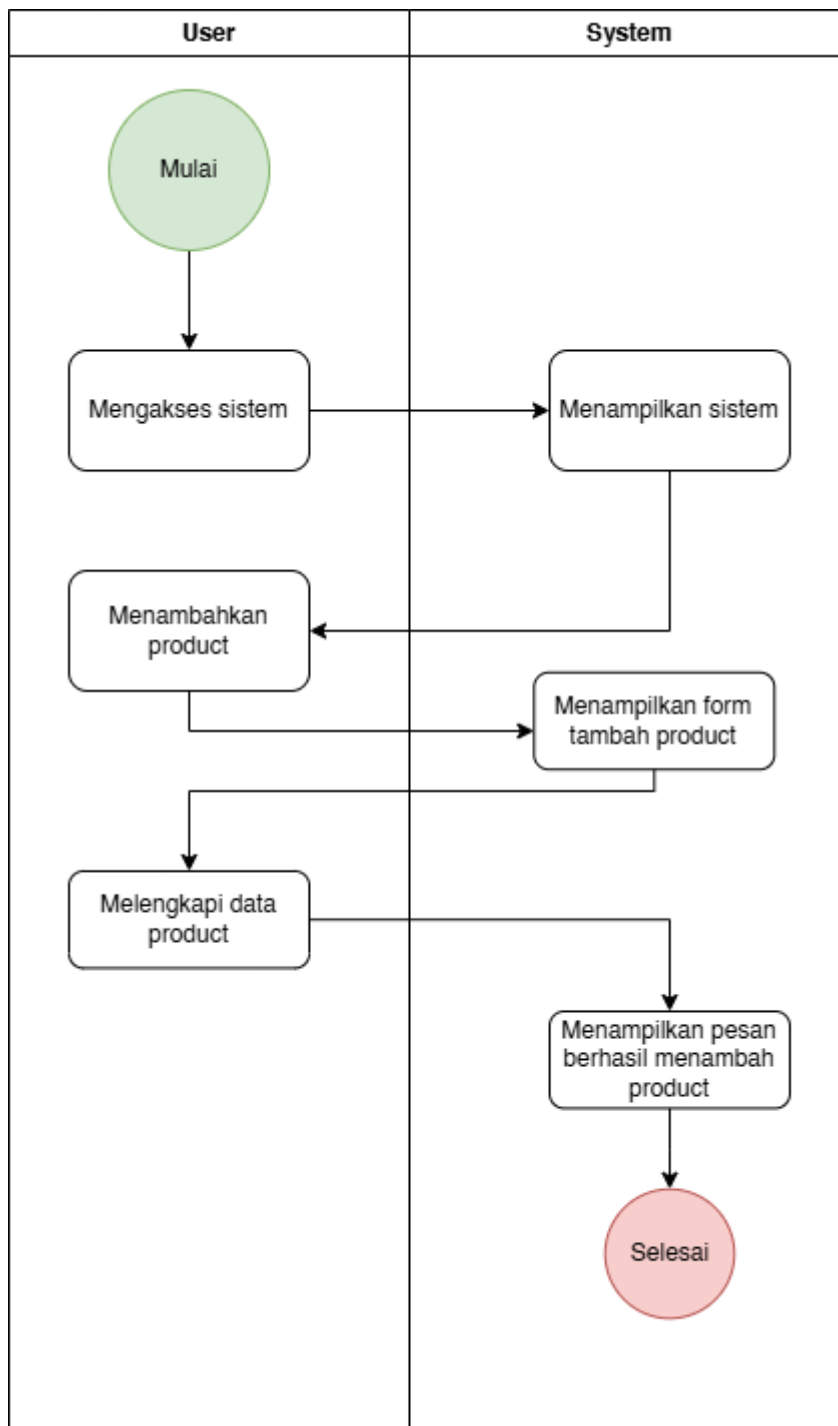 User
System
Mulai
Mengakses sistem
Menampilkan sistem
Menambahkan
product
Menampilkan form
tambah product
Melengkapi data
product
Menampilkan pesan
berhasil menambah
product
Selesai